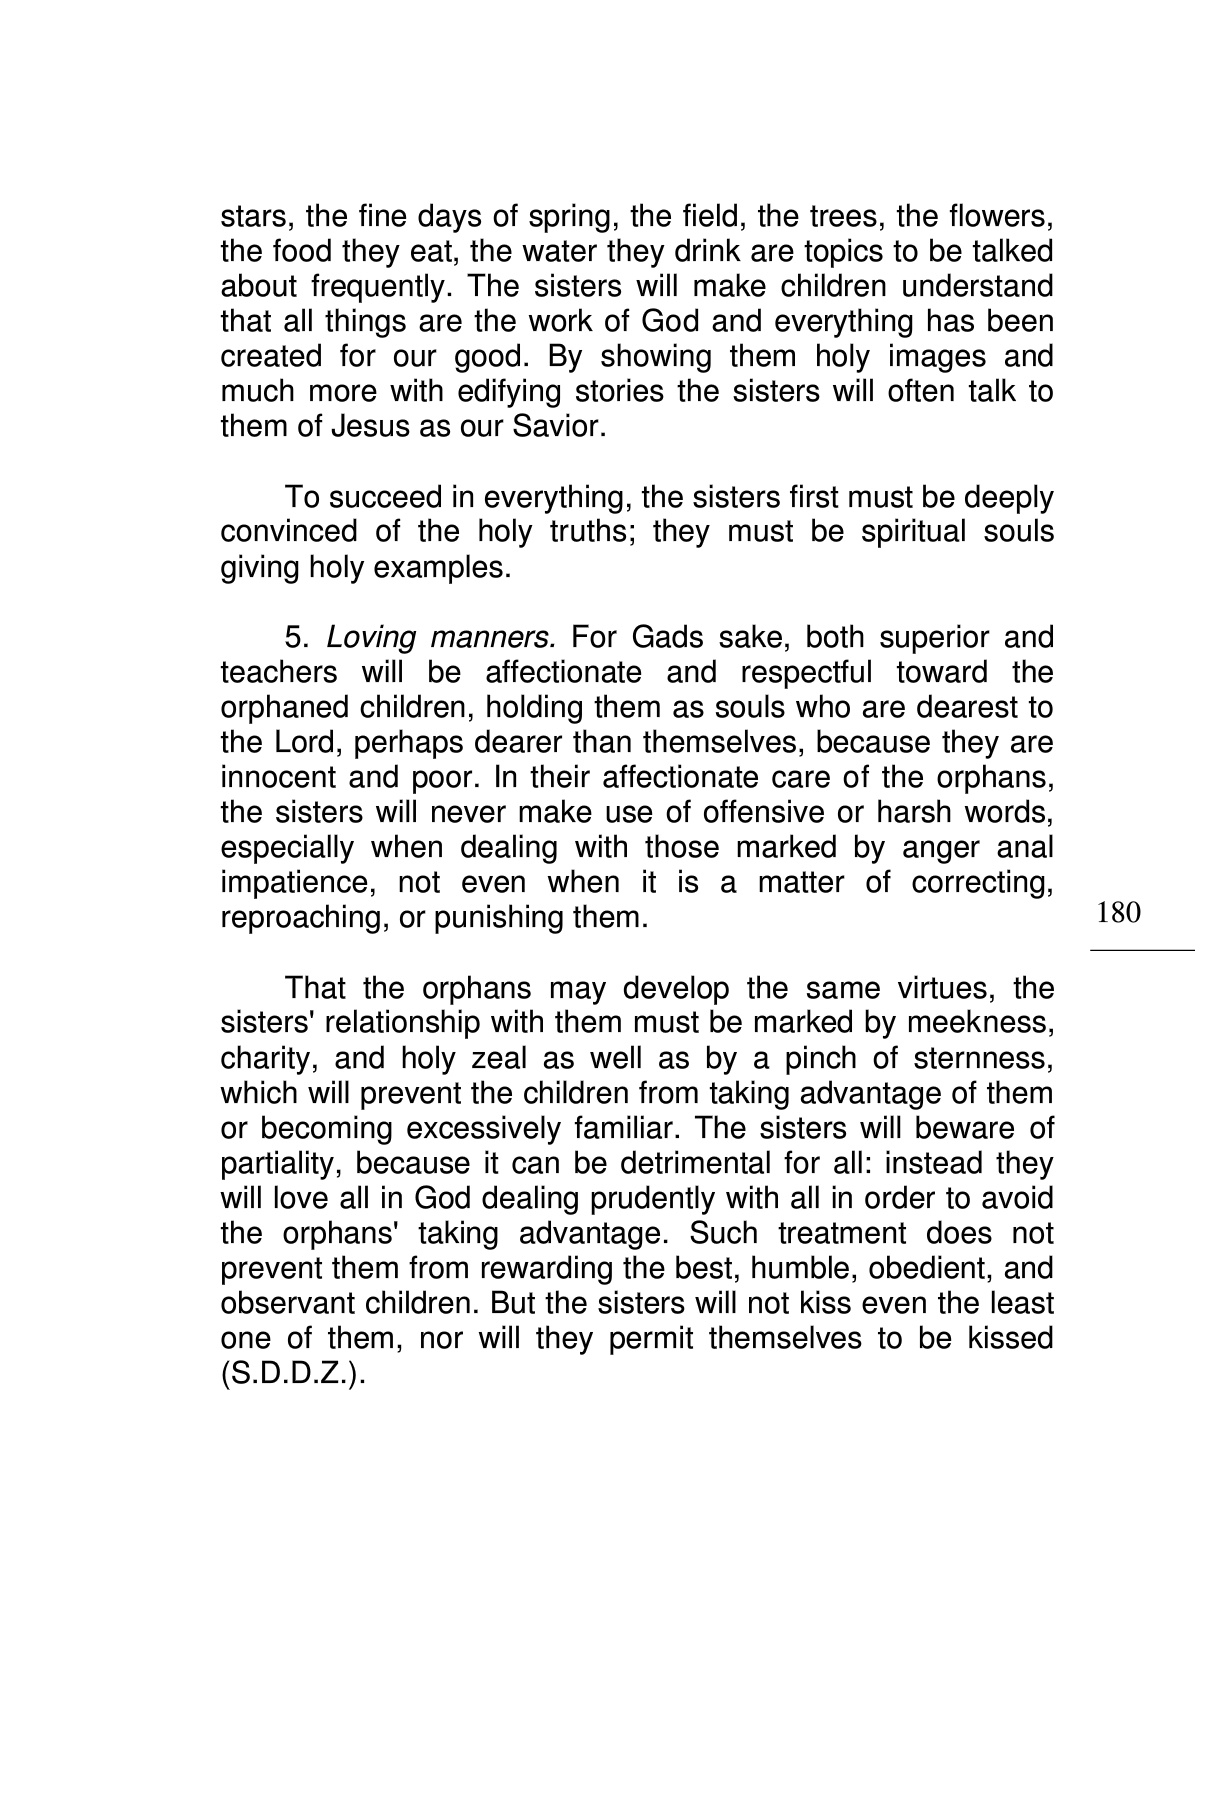 stars, the fine days of spring, the field, the trees, the flowers,
the food they eat, the water they drink are topics to be talked
about frequently. The sisters will make children understand
that all things are the work of God and everything has been
created for our good. By showing them holy images and
much more with edifying stories the sisters will often talk to
them of Jesus as our Savior.
To succeed in everything, the sisters first must be deeply
convinced of the holy truths; they must be spiritual souls
giving holy examples.
5. Loving manners. For Gads sake, both superior and
teachers will be affectionate and respectful toward the
orphaned children, holding them as souls who are dearest to
the Lord, perhaps dearer than themselves, because they are
innocent and poor. In their affectionate care of the orphans,
the sisters will never make use of offensive or harsh words,
especially when dealing with those marked by anger anal
impatience, not even when it is a matter of correcting,
reproaching, or punishing them.
180
That the orphans may develop the same virtues, the
sisters' relationship with them must be marked by meekness,
charity, and holy zeal as well as by a pinch of sternness,
which will prevent the children from taking advantage of them
or becoming excessively familiar. The sisters will beware of
partiality, because it can be detrimental for all: instead they
will love all in God dealing prudently with all in order to avoid
the orphans' taking advantage. Such treatment does not
prevent them from rewarding the best, humble, obedient, and
observant children. But the sisters will not kiss even the least
one of them, nor will they permit themselves to be kissed
(S.D.D.Z.).